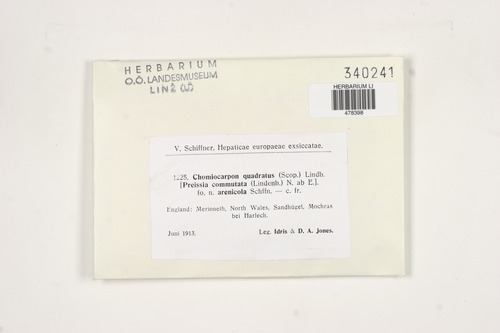 HERBARIUM
O.Ö. LANDESMUSEUM
LINZ (LI)
340241
HERBARIUM LI
478398
V. Schiffner, Hepaticae europaeae exsiccatae.
1225. Chomiocarpon quadratus (Scop.) Lindb.
[Preissia commutata (Lindenb.) N. ab E.].
fo. n. arenicola Schffn. — c. fr.
England: Merioneth, North Wales, Sandhügel, Mochras
bei Harlech.
Juni 1913.
Leg. Idris & D. A. Jones.